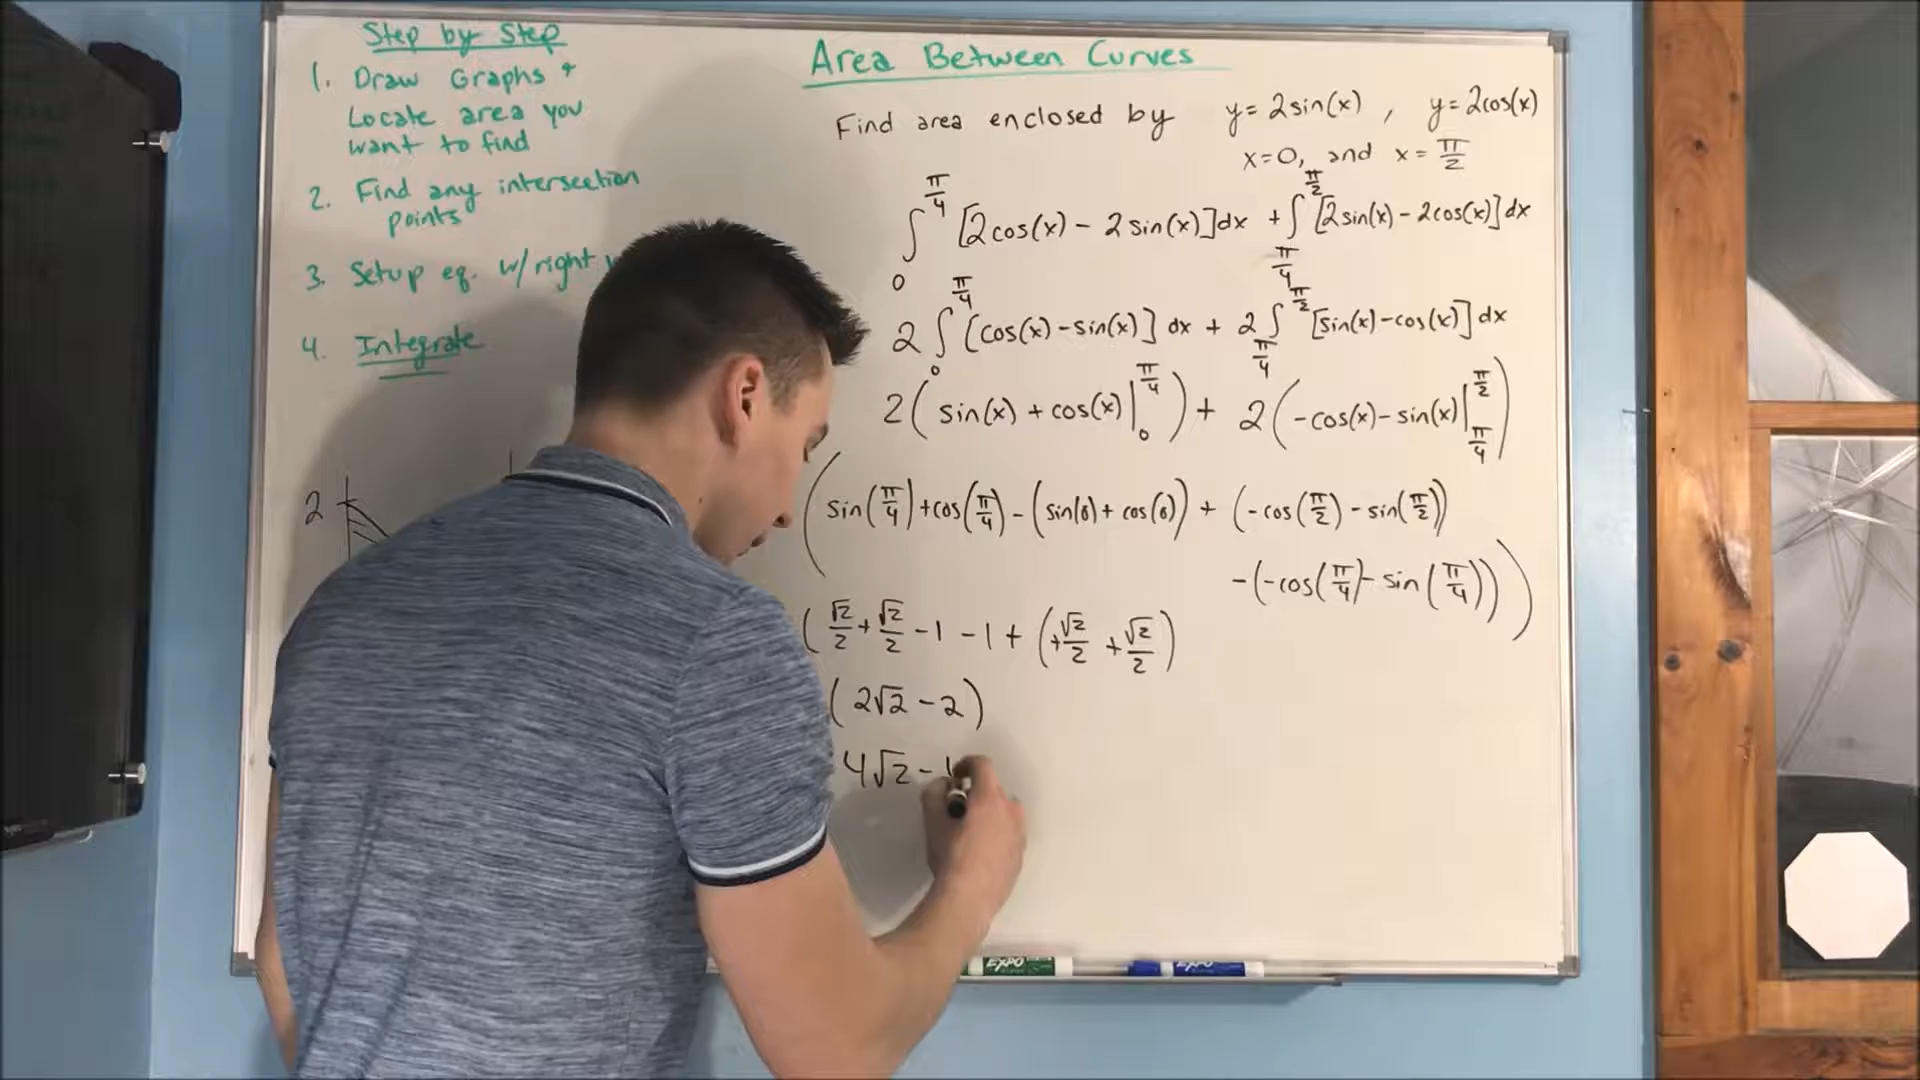 Step by Step
1. Draw Graphs +
Locate area you
want to find
2. Find any intersection
points
3. Setup eq. w/right
4. Integrate
2
Area Between Curves
Find area enclosed by y=2sin(x) , y=2cos(x)
x=0, and x=π/2
∫_0^{π/4} [2cos(x) - 2sin(x)]dx + ∫_{π/4}^{π/2} [2sin(x) - 2cos(x)]dx
2∫_0^{π/4} [cos(x) - sin(x)] dx + 2∫_{π/4}^{π/2} [sin(x) - cos(x)] dx
2(sin(x) + cos(x)|_0^{π/4}) + 2(-cos(x) - sin(x)|_{π/4}^{π/2})
(sin(π/4) + cos(π/4) - (sin(0) + cos(0)) + (-cos(π/2) - sin(π/2))
-(-cos(π/4) - sin(π/4)))
(√2/2 + √2/2 - 1 - 1 + (+√2/2 + √2/2)
(2√2 - 2)
4√2 -
EXPO
EXPO